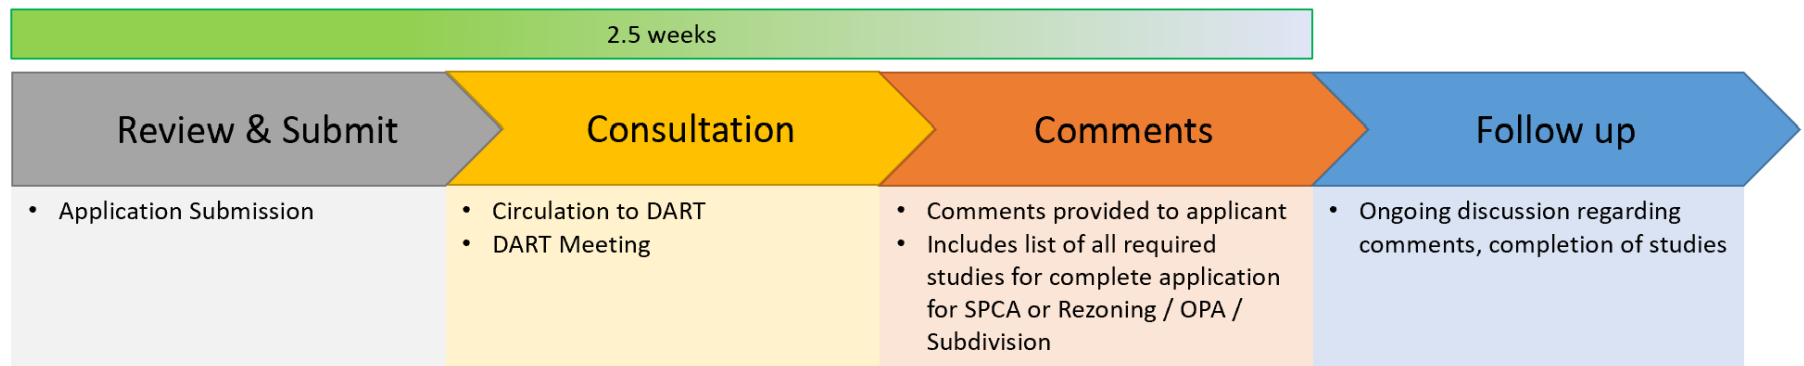 2.5 weeks
Review & Submit
Consultation
Comments
Follow up
• Application Submission
• Circulation to DART
• DART Meeting
• Comments provided to applicant
• Includes list of all required
studies for complete application
for SPCA or Rezoning / OPA /
Subdivision
• Ongoing discussion regarding
comments, completion of studies